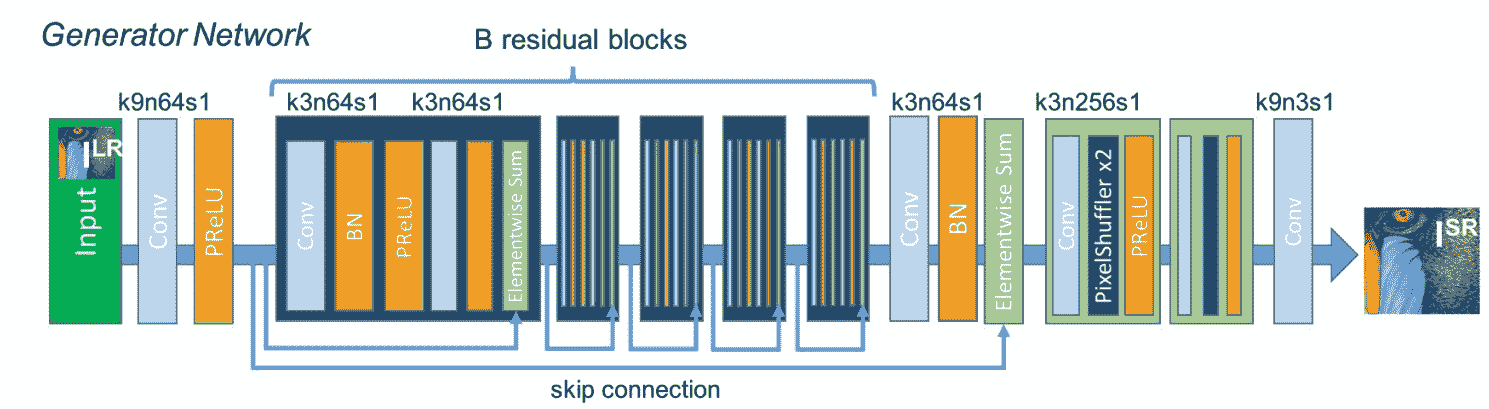 Generator Network
B residual blocks
k9n64s1
k3n64s1
k3n64s1
k3n64s1
k3n256s1
k9n3s1
Input
I LR
Conv
PReLU
Conv
BN
PReLU
Elementwise Sum
Conv
BN
Elementwise Sum
Conv
PixelShuffler x2
PReLU
Conv
I SR
skip connection